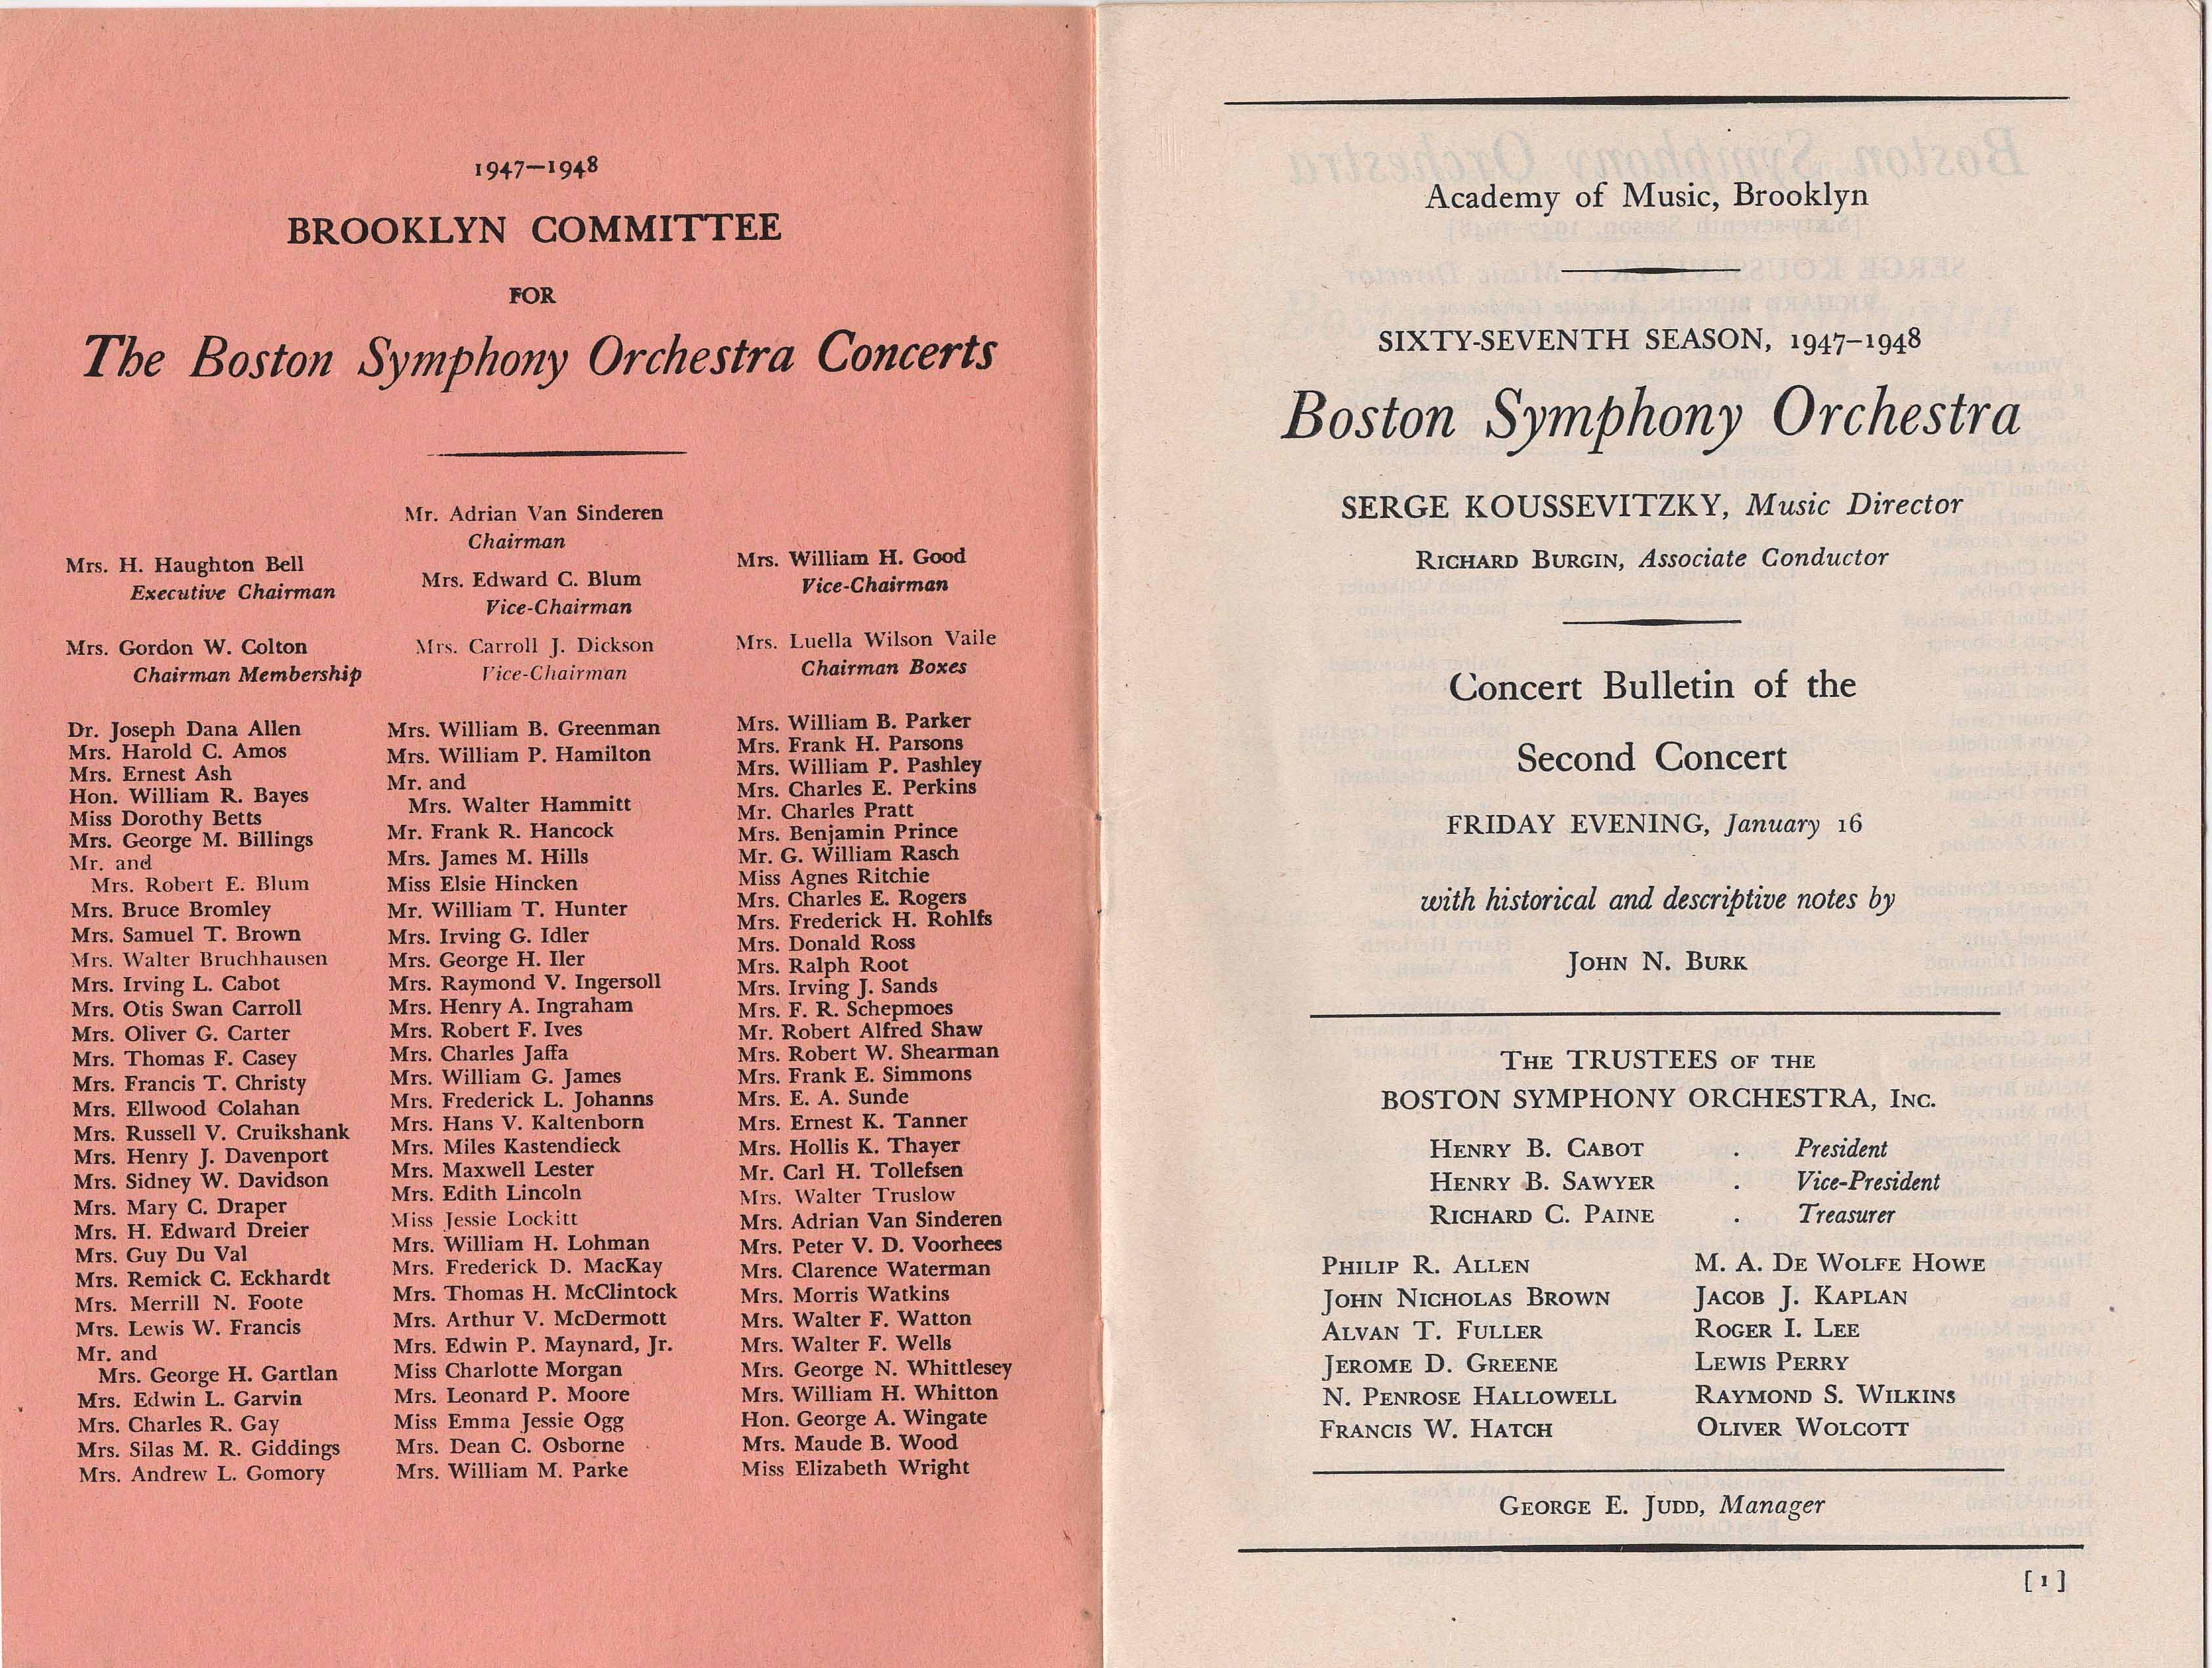 1947–1948
BROOKLYN COMMITTEE
FOR
The Boston Symphony Orchestra Concerts
Mr. Adrian Van Sinderen
Chairman
Mrs. H. Haughton Bell
Executive Chairman
Mrs. Edward C. Blum
Vice-Chairman
Mrs. William H. Good
Vice-Chairman
Mrs. Gordon W. Colton
Chairman Membership
Mrs. Carroll J. Dickson
Vice-Chairman
Mrs. Luella Wilson Vaile
Chairman Boxes
Dr. Joseph Dana Allen
Mrs. Harold C. Amos
Mrs. Ernest Ash
Hon. William R. Bayes
Miss Dorothy Betts
Mrs. George M. Billings
Mr. and
Mrs. Robert E. Blum
Mrs. Bruce Bromley
Mrs. Samuel T. Brown
Mrs. Walter Bruchhausen
Mrs. Irving L. Cabot
Mrs. Otis Swan Carroll
Mrs. Oliver G. Carter
Mrs. Thomas F. Casey
Mrs. Francis T. Christy
Mrs. Ellwood Colahan
Mrs. Russell V. Cruikshank
Mrs. Henry J. Davenport
Mrs. Sidney W. Davidson
Mrs. Mary C. Draper
Mrs. H. Edward Dreier
Mrs. Guy Du Val
Mrs. Remick C. Eckhardt
Mrs. Merrill N. Foote
Mrs. Lewis W. Francis
Mr. and
Mrs. George H. Gartlan
Mrs. Edwin L. Garvin
Mrs. Charles R. Gay
Mrs. Silas M. R. Giddings
Mrs. Andrew L. Gomory
Mrs. William B. Greenman
Mrs. William P. Hamilton
Mr. and
Mrs. Walter Hammitt
Mr. Frank R. Hancock
Mrs. James M. Hills
Miss Elsie Hincken
Mr. William T. Hunter
Mrs. Irving G. Idler
Mrs. George H. Iler
Mrs. Raymond V. Ingersoll
Mrs. Henry A. Ingraham
Mrs. Robert F. Ives
Mrs. Charles Jaffa
Mrs. William G. James
Mrs. Frederick L. Johanns
Mrs. Hans V. Kaltenborn
Mrs. Miles Kastendieck
Mrs. Maxwell Lester
Mrs. Edith Lincoln
Miss Jessie Lockitt
Mrs. William H. Lohman
Mrs. Frederick D. MacKay
Mrs. Thomas H. McClintock
Mrs. Arthur V. McDermott
Mrs. Edwin P. Maynard, Jr.
Miss Charlotte Morgan
Mrs. Leonard P. Moore
Miss Emma Jessie Ogg
Mrs. Dean C. Osborne
Mrs. William M. Parke
Mrs. William B. Parker
Mrs. Frank H. Parsons
Mrs. William P. Pashley
Mrs. Charles E. Perkins
Mr. Charles Pratt
Mrs. Benjamin Prince
Mr. G. William Rasch
Miss Agnes Ritchie
Mrs. Charles E. Rogers
Mrs. Frederick H. Rohlfs
Mrs. Donald Ross
Mrs. Ralph Root
Mrs. Irving J. Sands
Mrs. F. R. Schepmoes
Mr. Robert Alfred Shaw
Mrs. Robert W. Shearman
Mrs. Frank E. Simmons
Mrs. E. A. Sunde
Mrs. Ernest K. Tanner
Mrs. Hollis K. Thayer
Mr. Carl H. Tollefsen
Mrs. Walter Truslow
Mrs. Adrian Van Sinderen
Mrs. Peter V. D. Voorhees
Mrs. Clarence Waterman
Mrs. Morris Watkins
Mrs. Walter F. Watton
Mrs. Walter F. Wells
Mrs. George N. Whittlesey
Mrs. William H. Whitton
Hon. George A. Wingate
Mrs. Maude B. Wood
Miss Elizabeth Wright
Academy of Music, Brooklyn
SIXTY-SEVENTH SEASON, 1947–1948
Boston Symphony Orchestra
SERGE KOUSSEVITZKY, Music Director
RICHARD BURGIN, Associate Conductor
Concert Bulletin of the
Second Concert
FRIDAY EVENING, January 16
with historical and descriptive notes by
JOHN N. BURK
THE TRUSTEES OF THE
BOSTON SYMPHONY ORCHESTRA, INC.
HENRY B. CABOT . President
HENRY B. SAWYER . Vice-President
RICHARD C. PAINE . Treasurer
PHILIP R. ALLEN M. A. DE WOLFE HOWE
JOHN NICHOLAS BROWN JACOB J. KAPLAN
ALVAN T. FULLER ROGER I. LEE
JEROME D. GREENE LEWIS PERRY
N. PENROSE HALLOWELL RAYMOND S. WILKINS
FRANCIS W. HATCH OLIVER WOLCOTT
GEORGE E. JUDD, Manager
[ 1 ]